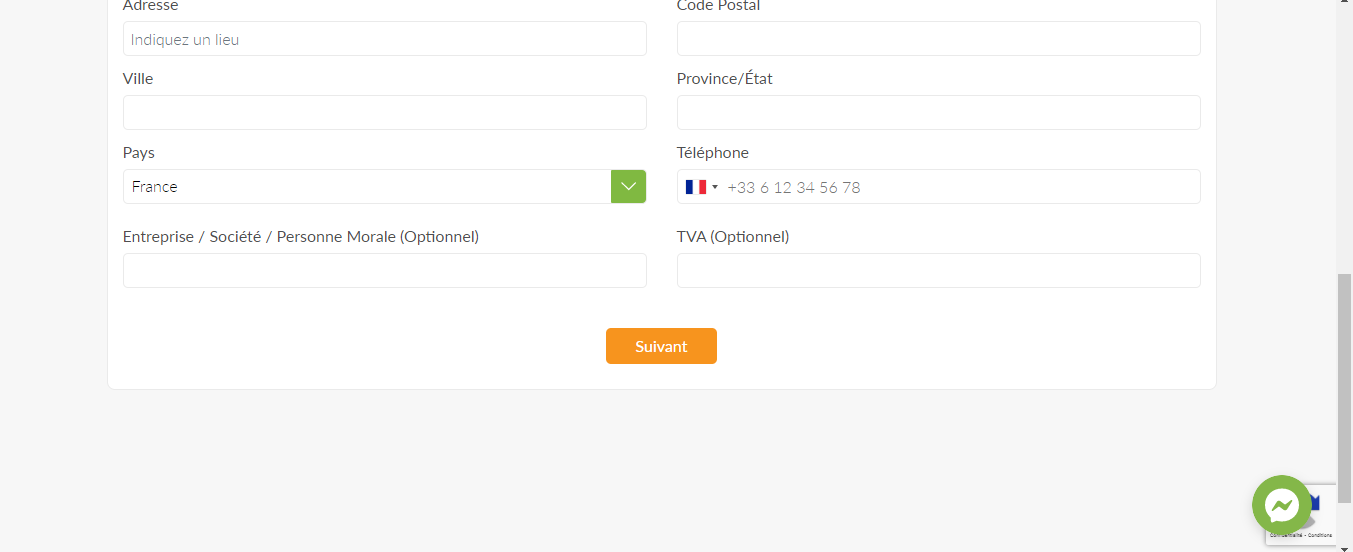 Adresse
Code Postal
Indiquez un lieu
Ville
Province/État
Pays
Téléphone
France
+33 6 12 34 56 78
Entreprise / Société / Personne Morale (Optionnel)
TVA (Optionnel)
Suivant
Confidentialité - Conditions